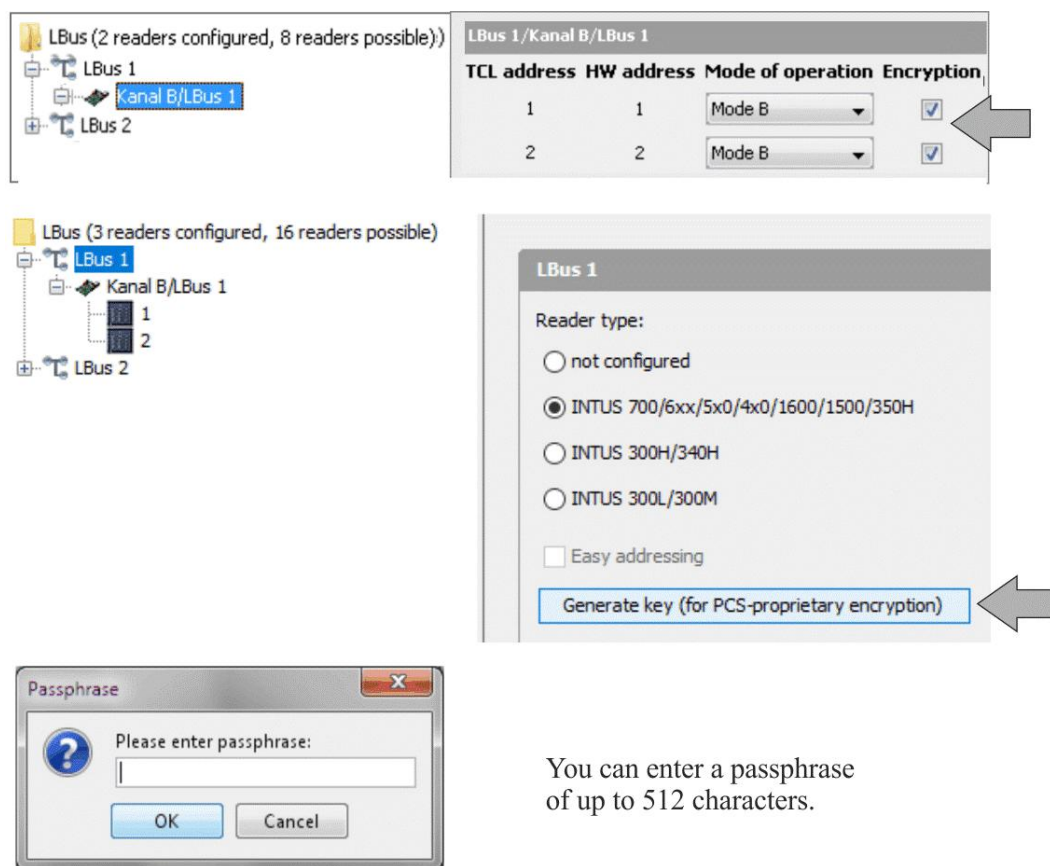 LBus (2 readers configured, 8 readers possible))
LBus 1
Kanal B/LBus 1
LBus 2
LBus 1/Kanal B/LBus 1
TCL address HW address Mode of operation Encryption
1 1 Mode B
2 2 Mode B
LBus (3 readers configured, 16 readers possible)
LBus 1
Kanal B/LBus 1
1
2
LBus 2
LBus 1
Reader type:
not configured
INTUS 700/6xx/5x0/4x0/1600/1500/350H
INTUS 300H/340H
INTUS 300L/300M
Easy addressing
Generate key (for PCS-proprietary encryption)
Passphrase
Please enter passphrase:
OK Cancel
You can enter a passphrase
of up to 512 characters.